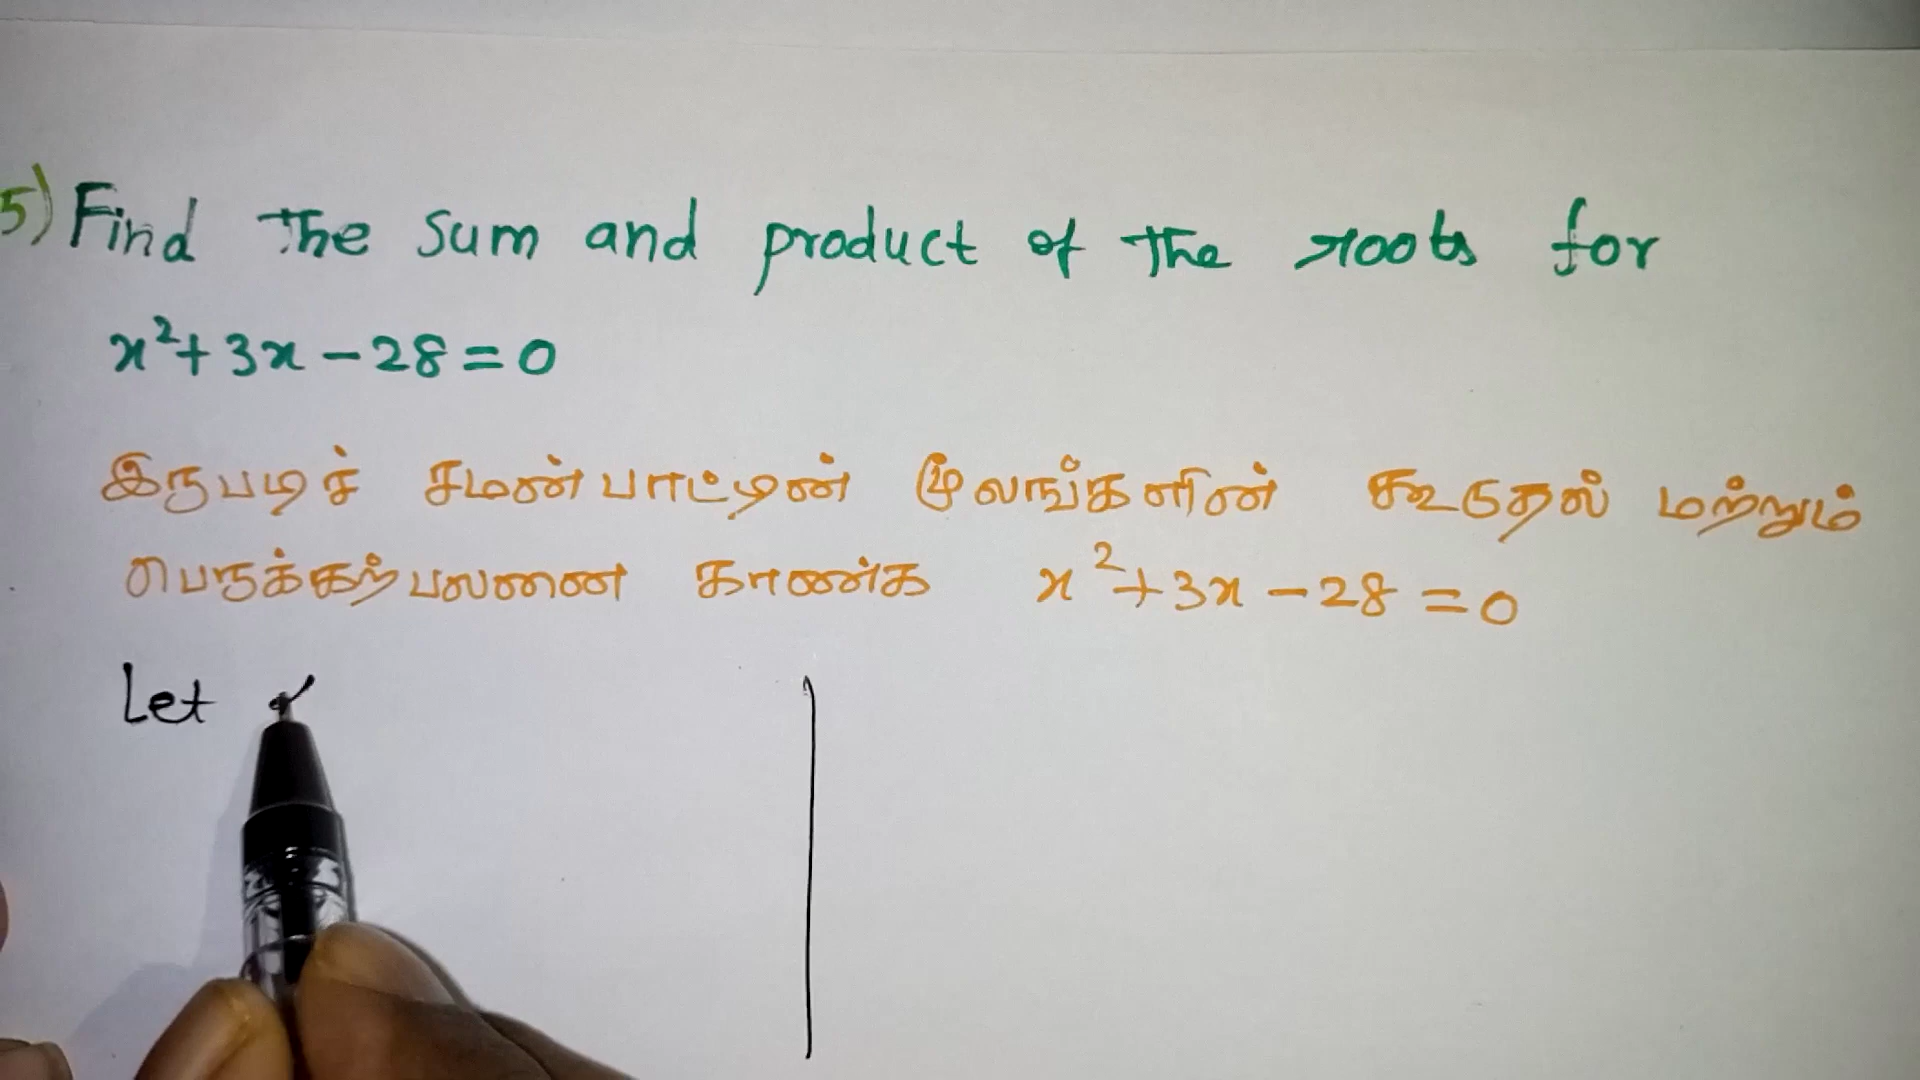 5) Find the sum and product of the roots for
x²+3x-28=0
இருபடிச் சமன்பாட்டின் மூலங்களின் கூடுதல் மற்றும்
பெருக்கற்பலனை காண்க x²+3x-28=0
Let